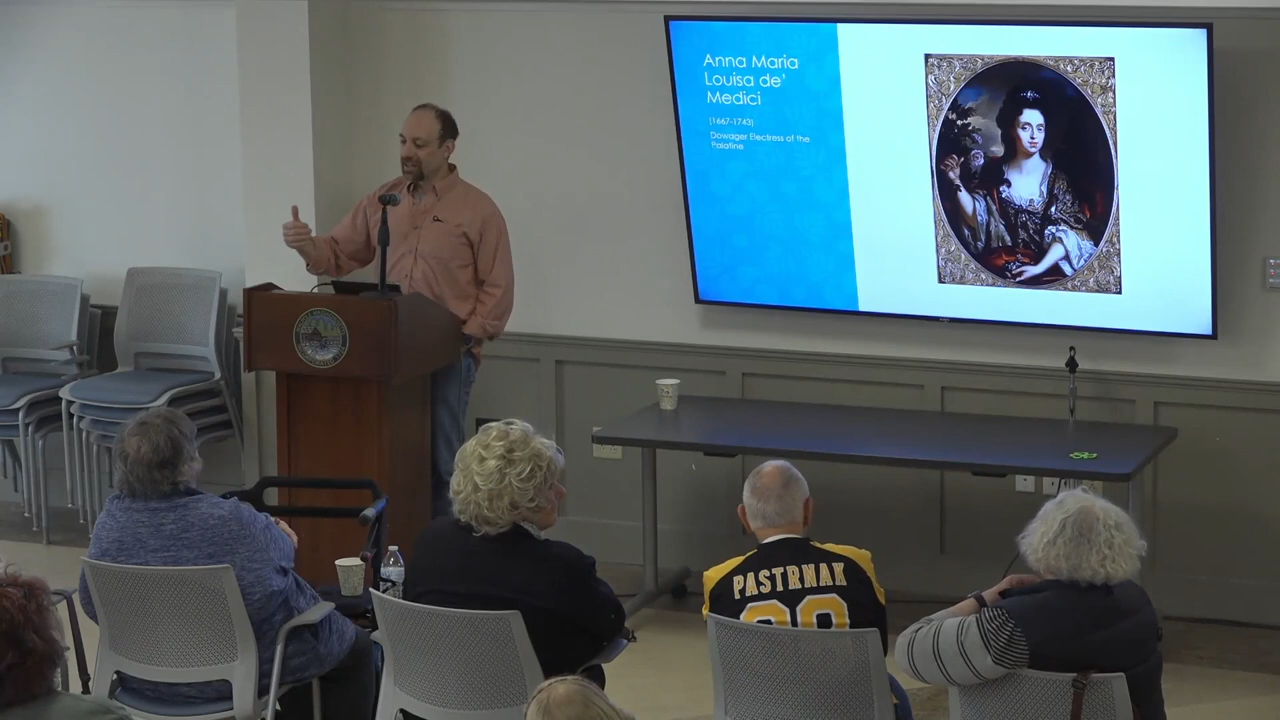 Anna Maria
Louisa de'
Medici
(1667-1743)
Dowager Electress of the
Palatine
PASTRNAK